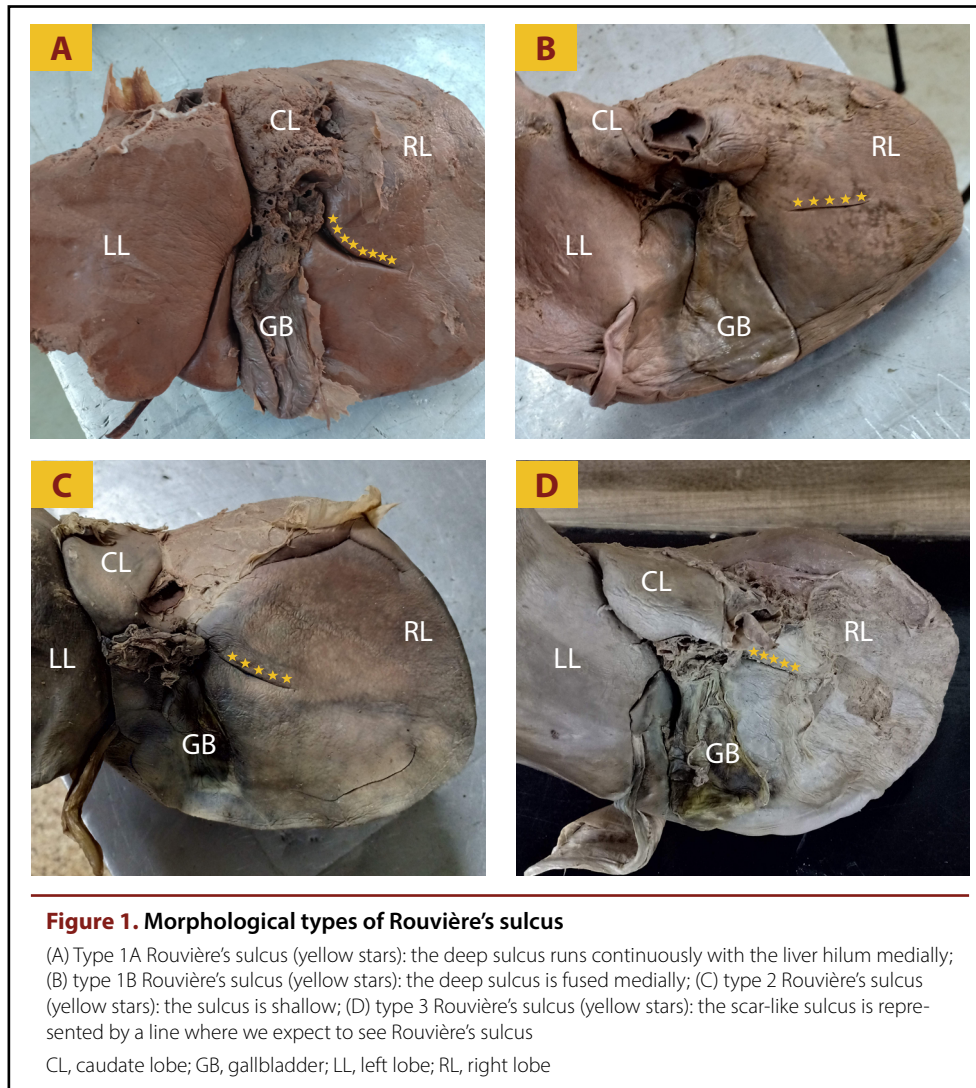 A
CL
RL
LL
GB
B
CL
RL
LL
GB
C
CL
RL
LL
GB
D
CL
RL
LL
GB
Figure 1. Morphological types of Rouvière's sulcus
(A) Type 1A Rouvière's sulcus (yellow stars): the deep sulcus runs continuously with the liver hilum medially;
(B) type 1B Rouvière's sulcus (yellow stars): the deep sulcus is fused medially; (C) type 2 Rouvière's sulcus
(yellow stars): the sulcus is shallow; (D) type 3 Rouvière's sulcus (yellow stars): the scar-like sulcus is repre-
sented by a line where we expect to see Rouvière's sulcus
CL, caudate lobe; GB, gallbladder; LL, left lobe; RL, right lobe